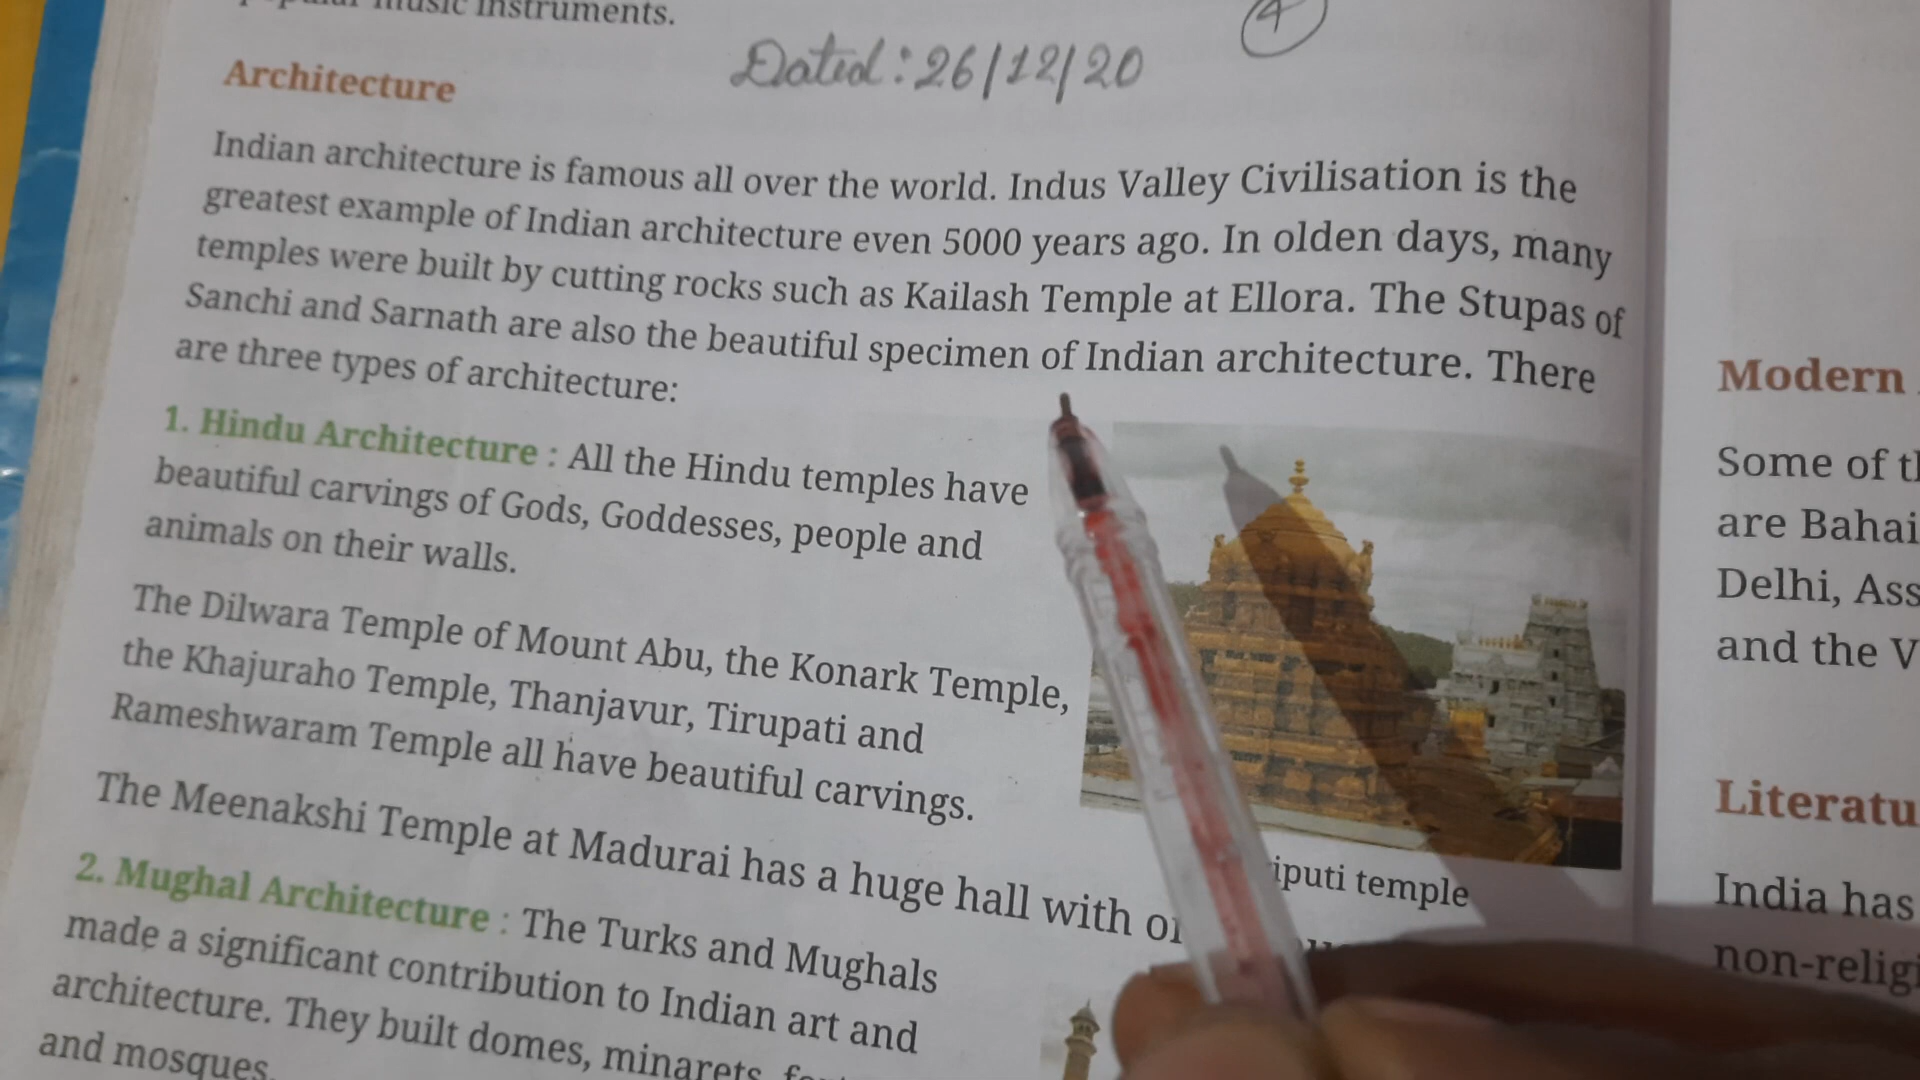 music instruments.
4
Dated: 26/12/20
Architecture
Indian architecture is famous all over the world. Indus Valley Civilisation is the
greatest example of Indian architecture even 5000 years ago. In olden days, many
temples were built by cutting rocks such as Kailash Temple at Ellora. The Stupas of
Sanchi and Sarnath are also the beautiful specimen of Indian architecture. There
are three types of architecture:
1. Hindu Architecture : All the Hindu temples have
beautiful carvings of Gods, Goddesses, people and
animals on their walls.
The Dilwara Temple of Mount Abu, the Konark Temple,
the Khajuraho Temple, Thanjavur, Tirupati and
Rameshwaram Temple all have beautiful carvings.
The Meenakshi Temple at Madurai has a huge hall with
iputi temple
2. Mughal Architecture : The Turks and Mughals
made a significant contribution to Indian art and
architecture. They built domes, minarets,
and mosques.
Modern
Some of
are Bahai
Delhi,
and the
Literatu
India has
non-religi